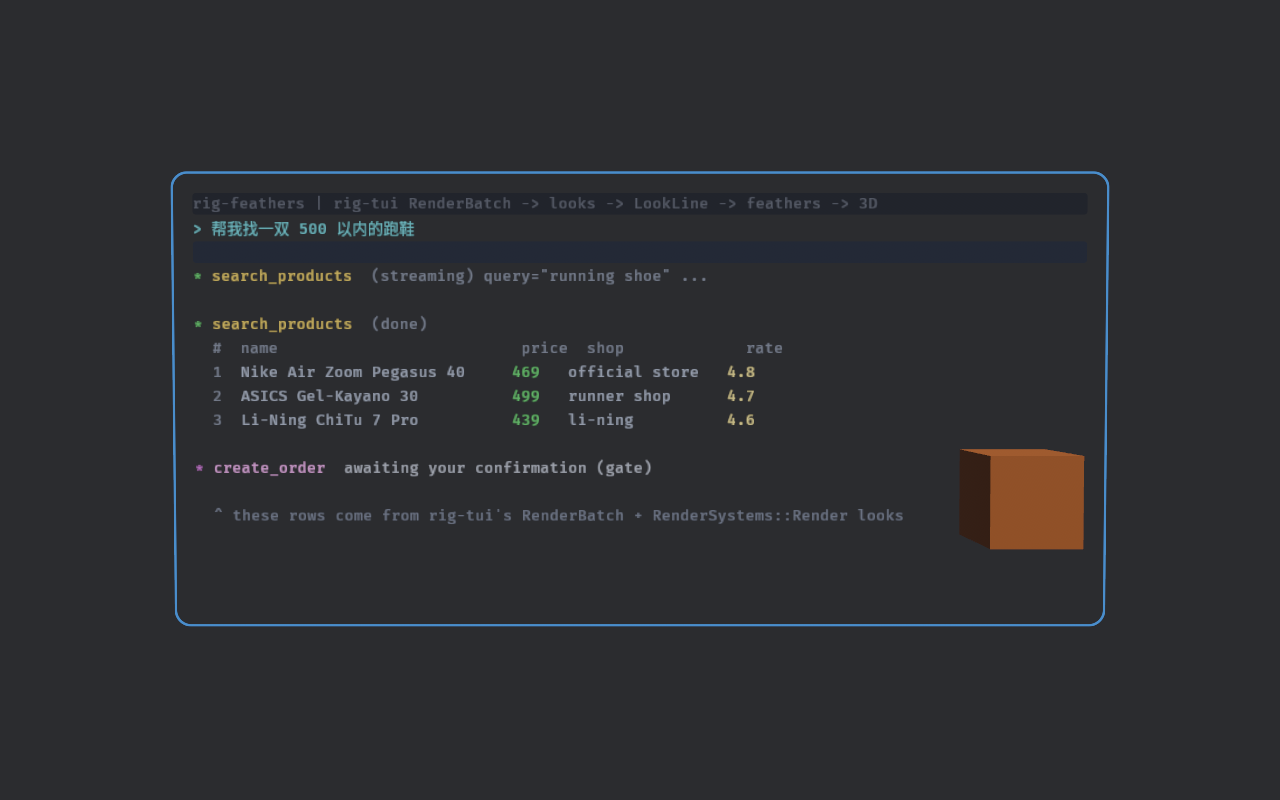 rig-feathers | rig-tui RenderBatch -> looks -> LookLine -> feathers -> 3D
> 帮我找一双 500 以内的跑鞋
* search_products (streaming) query="running shoe" ...
* search_products (done)
# name price shop rate
1 Nike Air Zoom Pegasus 40 469 official store 4.8
2 ASICS Gel-Kayano 30 499 runner shop 4.7
3 Li-Ning ChiTu 7 Pro 439 li-ning 4.6
* create_order awaiting your confirmation (gate)
^ these rows come from rig-tui's RenderBatch + RenderSystems::Render looks